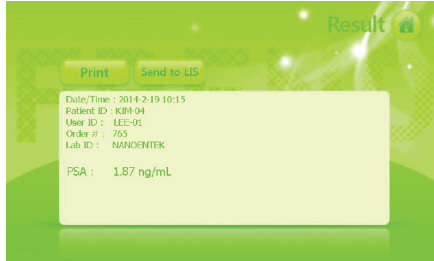 Result
Print Send to LIS
Date/Time : 2014-2-19 10:15
Patient ID : KIM-04
User ID : LEE-01
Order # : 765
Lab ID : NANOENTEK
PSA : 1.87 ng/mL